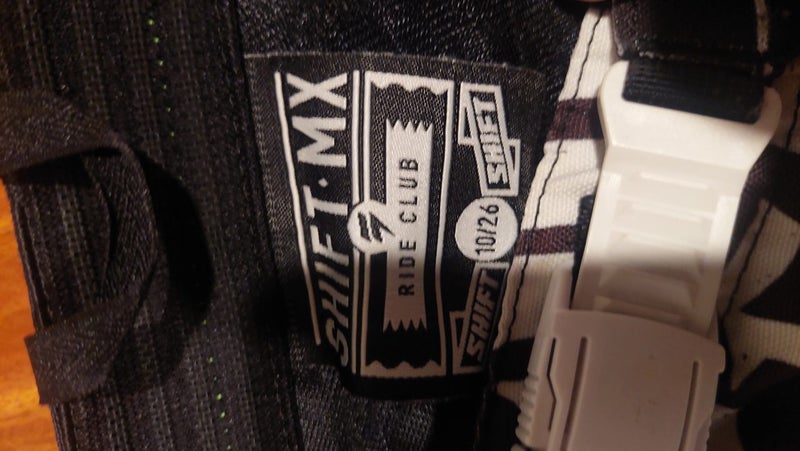 SHIFT·MX
RIDE CLUB
SHIFT
10/26
SHIFT